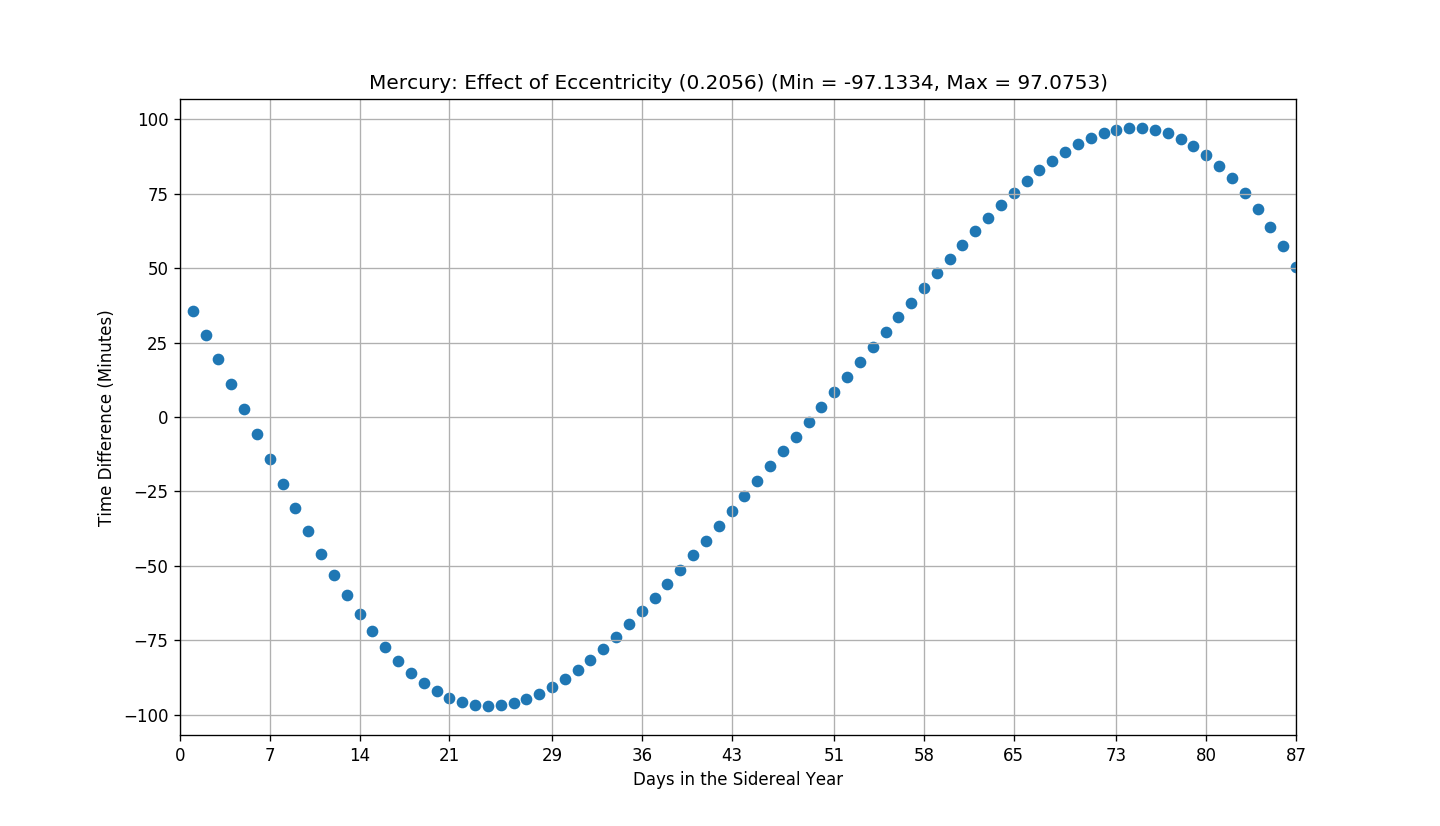 Mercury: Effect of Eccentricity (0.2056) (Min = -97.1334, Max = 97.0753)
100
75
50
25
0
−25
−50
−75
−100
Time Difference (Minutes)
0 7 14 21 29 36 43 51 58 65 73 80 87
Days in the Sidereal Year